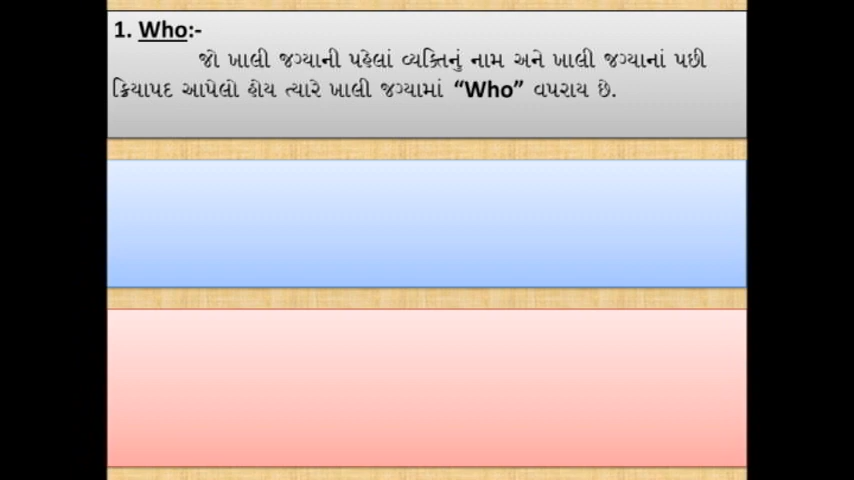 1. Who:-
જો ખાલી જગ્યાની પહેલાં વ્યક્તિનું નામ અને ખાલી જગ્યાનાં પછી
ક્રિયાપદ આપેલો હોય ત્યારે ખાલી જગ્યામાં “Who” વપરાય છે.